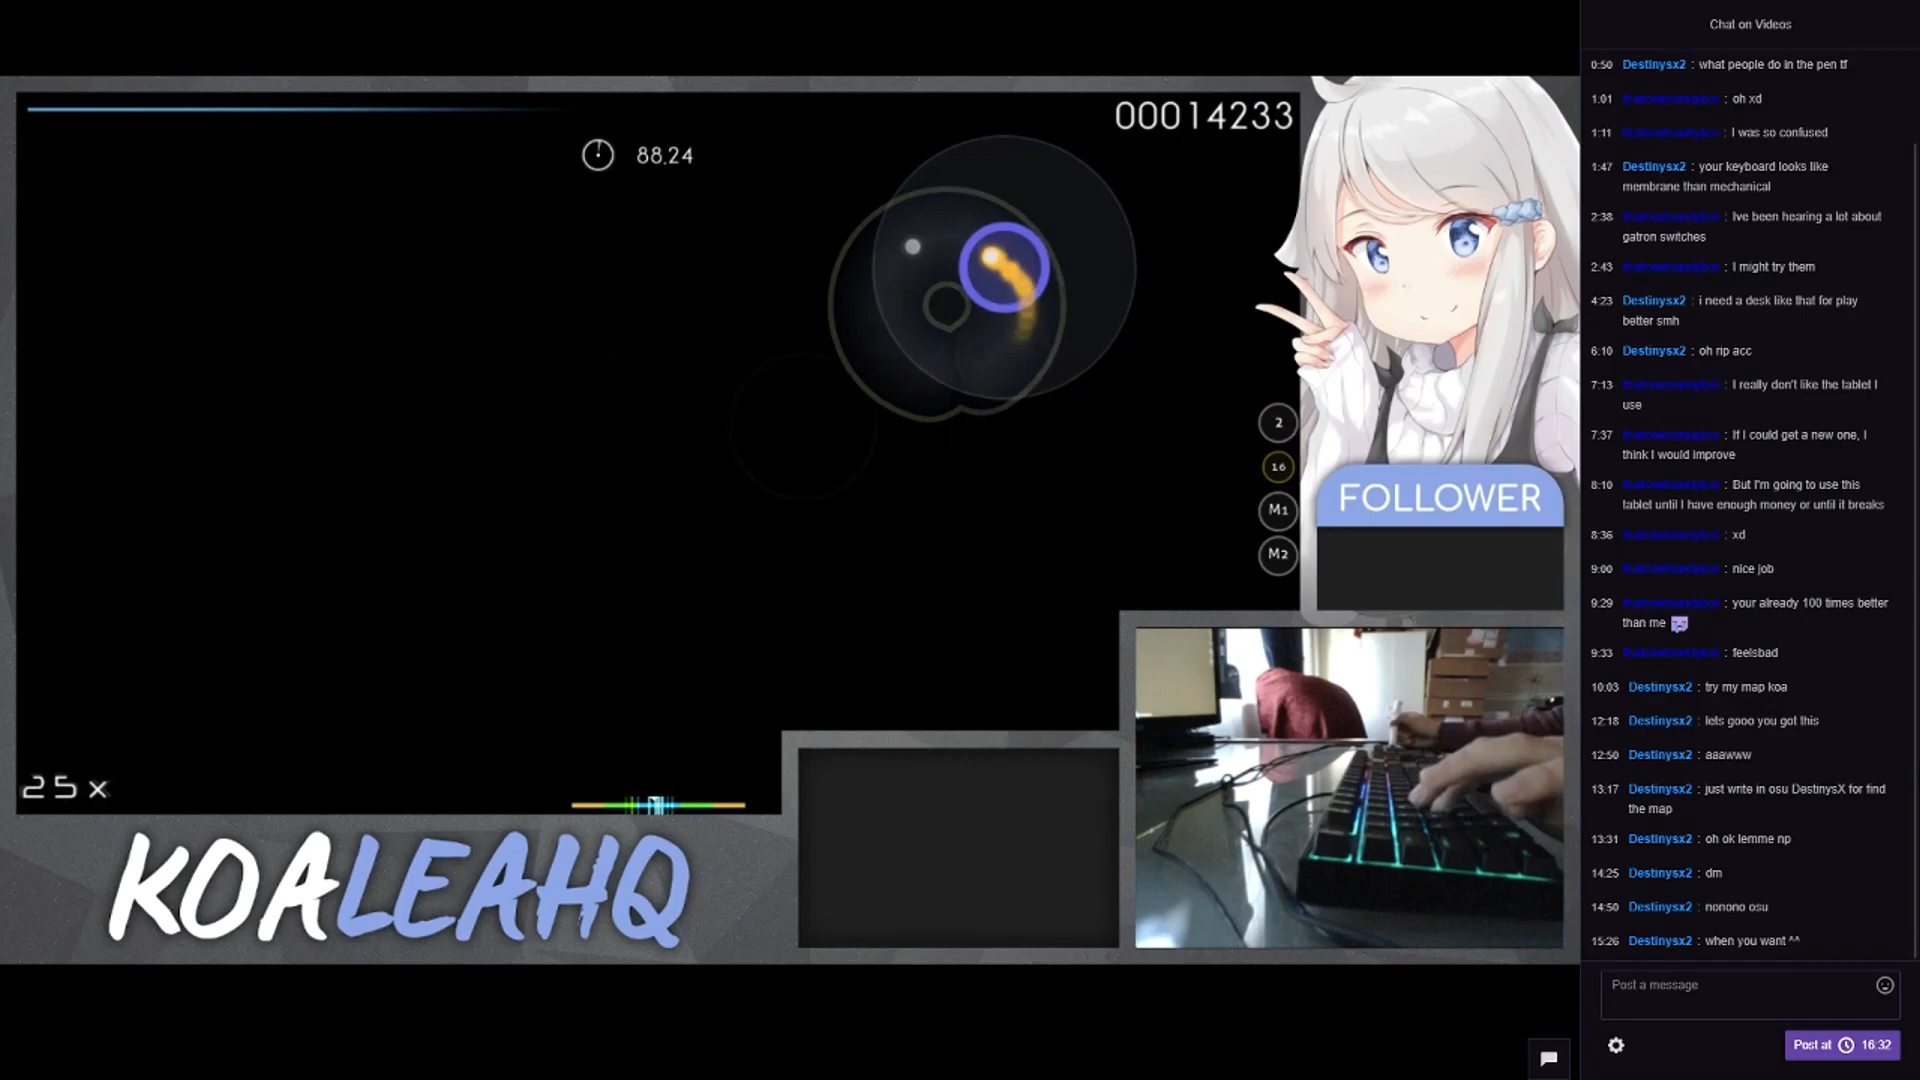 00014233
88.24
2
16
M1
M2
FOLLOWER
25x
KOALEAHQ
Chat on Videos
0:50 Destinysx2 : what people do in the pen tf
1:01 : oh xd
1:11 : I was so confused
1:47 Destinysx2 : your keyboard looks like
membrane than mechanical
2:38 : Ive been hearing a lot about
gatron switches
2:43 : I might try them
4:23 Destinysx2 : i need a desk like that for play
better smh
6:10 Destinysx2 : oh rip acc
7:13 : I really don't like the tablet I
use
7:37 : If I could get a new one, I
think I would improve
8:10 : But I'm going to use this
tablet until I have enough money or until it breaks
8:36 : xd
9:00 : nice job
9:29 : your already 100 times better
than me
9:33 : feelsbad
10:03 Destinysx2 : try my map koa
12:18 Destinysx2 : lets gooo you got this
12:50 Destinysx2 : aaawww
13:17 Destinysx2 : just write in osu DestinysX for find
the map
13:31 Destinysx2 : oh ok lemme np
14:25 Destinysx2 : dm
14:50 Destinysx2 : nonono osu
15:26 Destinysx2 : when you want ^^
Post a message
Post at 16:32